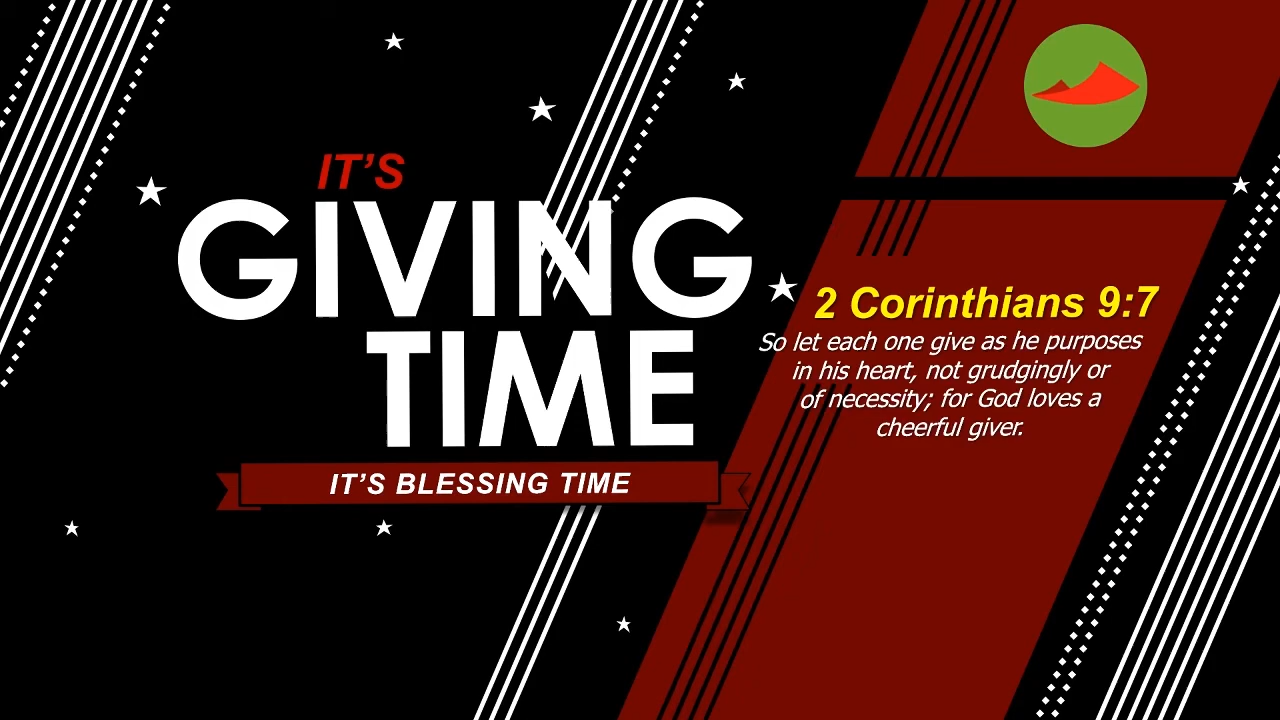 IT'S
GIVING
TIME
IT'S BLESSING TIME
2 Corinthians 9:7
So let each one give as he purposes
in his heart, not grudgingly or
of necessity; for God loves a
cheerful giver.